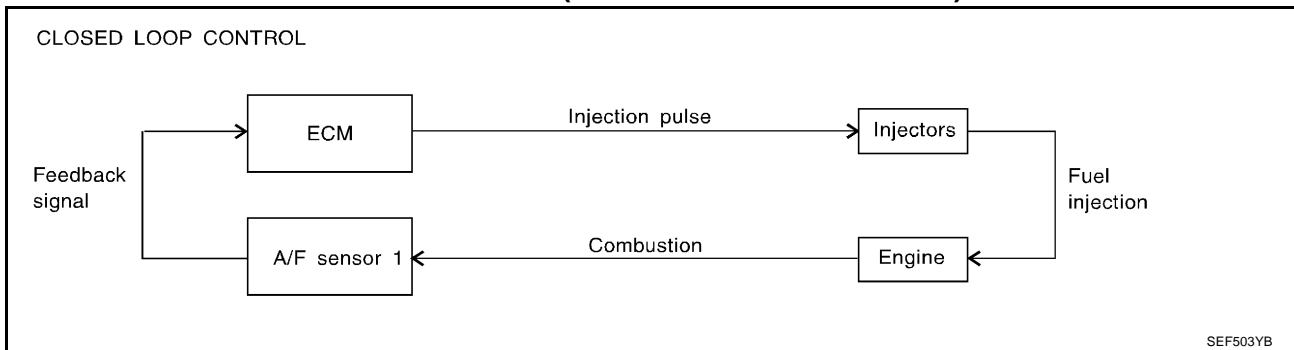 CLOSED LOOP CONTROL
ECM
Injection pulse
Injectors
Feedback
signal
Fuel
injection
A/F sensor 1
Combustion
Engine
SEF503YB